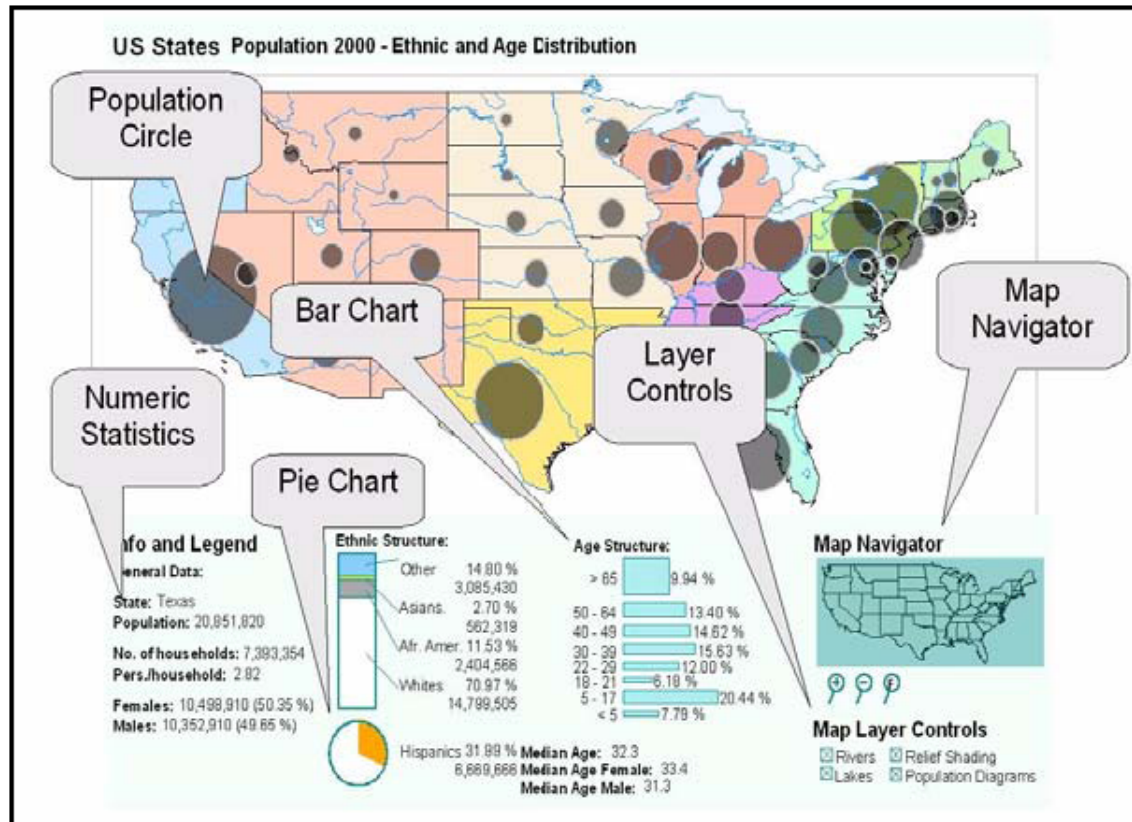 US States Population 2000 - Ethnic and Age Distribution
Population
Circle
Bar Chart
Map
Navigator
Layer
Controls
Numeric
Statistics
Pie Chart
nfo and Legend
General Data:
State: Texas
Population: 20,851,820
No. of households: 7,393,354
Pers./household: 2.82
Females: 10,498,910 (50.35 %)
Males: 10,352,910 (49.65 %)
Ethnic Structure:
Other 14.80 %
3,085,430
Asians. 2.70 %
562,319
Afr. Amer. 11.53 %
2,404,566
Whites 70.97 %
14,799,505
Hispanics 31.99 %
6,669,666
Age Structure:
> 65 9.94 %
50 - 64 13.40 %
40 - 49 14.62 %
30 - 39 15.63 %
22 - 29 12.00 %
18 - 21 6.18 %
5 - 17 20.44 %
< 5 7.79 %
Median Age: 32.3
Median Age Female: 33.4
Median Age Male: 31.3
Map Navigator
Map Layer Controls
Rivers Relief Shading
Lakes Population Diagrams